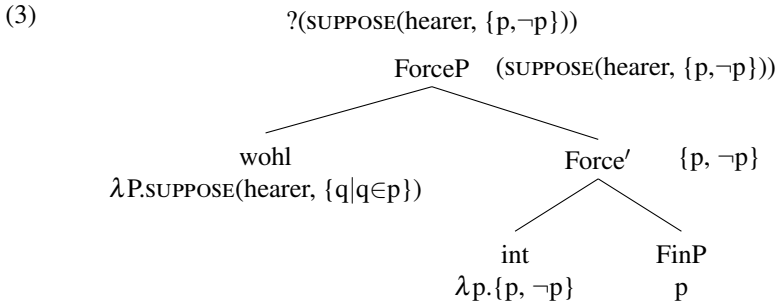 (3)
?(SUPPOSE(hearer, {p,¬p}))
ForceP (SUPPOSE(hearer, {p,¬p}))
wohl Force′ {p, ¬p}
λP.SUPPOSE(hearer, {q|q∈p})
int FinP
λp.{p, ¬p} p